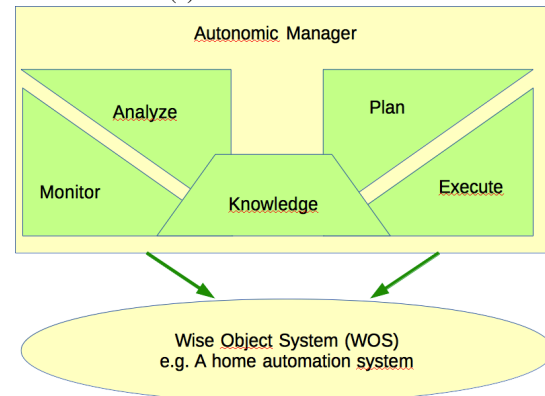 (a)
Autonomic Manager
Analyze
Plan
Monitor
Execute
Knowledge
Wise Object System (WOS)
e.g. A home automation system